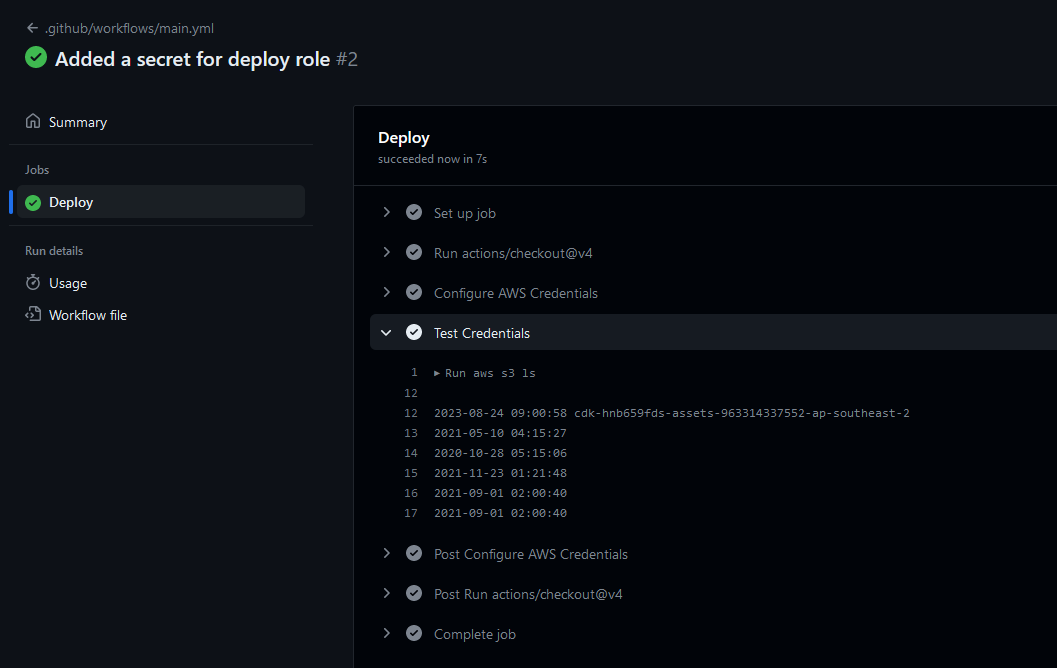 .github/workflows/main.yml
Added a secret for deploy role #2
Summary
Jobs
Deploy
Run details
Usage
Workflow file
Deploy
succeeded now in 7s
Set up job
Run actions/checkout@v4
Configure AWS Credentials
Test Credentials
1 Run aws s3 ls
12
12 2023-08-24 09:00:58 cdk-hnb659fds-assets-963314337552-ap-southeast-2
13 2021-05-10 04:15:27
14 2020-10-28 05:15:06
15 2021-11-23 01:21:48
16 2021-09-01 02:00:40
17 2021-09-01 02:00:40
Post Configure AWS Credentials
Post Run actions/checkout@v4
Complete job